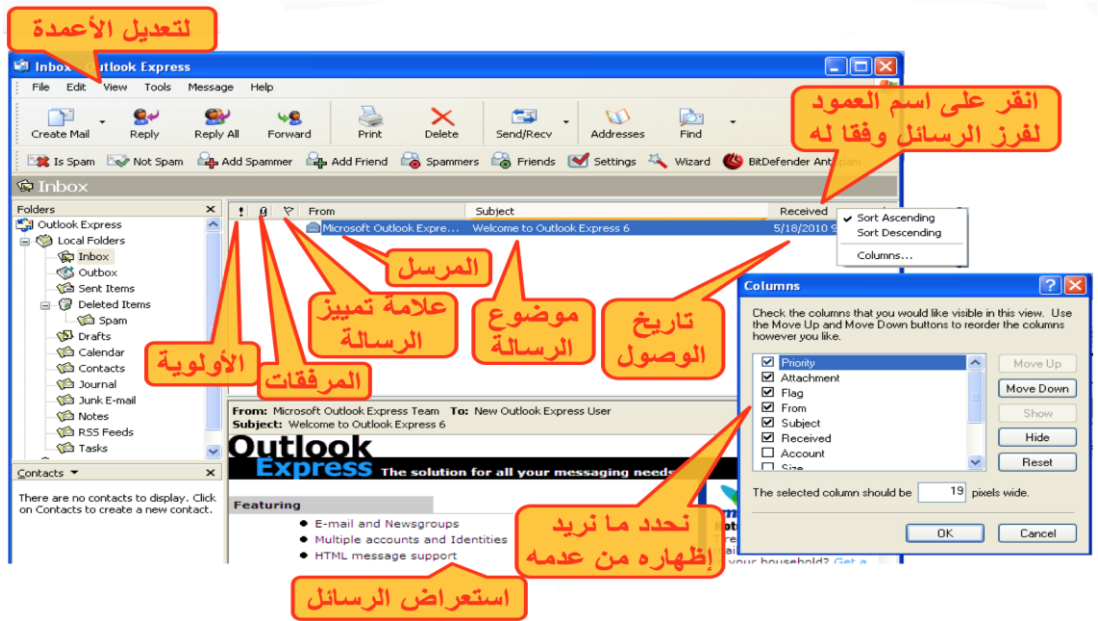 لتعديل الأعمدة
Inbox - Outlook Express
File Edit View Tools Message Help
انقر على اسم العمود
لفرز الرسائل وفقا له
Create Mail Reply Reply All Forward Print Delete Send/Recv Addresses Find
Is Spam Not Spam Add Spammer Add Friend Spammers Friends Settings Wizard BitDefender Antispam
Inbox
Folders
Outlook Express
Local Folders
Inbox
Outbox
Sent Items
Deleted Items
Spam
Drafts
Calendar
Contacts
Journal
Junk E-mail
Notes
RSS Feeds
Tasks
Contacts
There are no contacts to display. Click
on Contacts to create a new contact.
! From Subject Received
Microsoft Outlook Expre... Welcome to Outlook Express 6 5/18/2010 9
Sort Ascending
Sort Descending
Columns...
المرسل
علامة تمييز
الرسالة
موضوع
الرسالة
تاريخ
الوصول
الأولوية
المرفقات
From: Microsoft Outlook Express Team To: New Outlook Express User
Subject: Welcome to Outlook Express 6
Outlook
Express The solution for all your messaging needs
Featuring
E-mail and Newsgroups
Multiple accounts and Identities
HTML message support
your household? Get a
استعراض الرسائل
نحدد ما نريد
إظهاره من عدمه
Columns
Check the columns that you would like visible in this view. Use
the Move Up and Move Down buttons to reorder the columns
however you like.
Priority
Attachment
Flag
From
Subject
Received
Account
Size
Move Up
Move Down
Show
Hide
Reset
The selected column should be 19 pixels wide.
OK Cancel